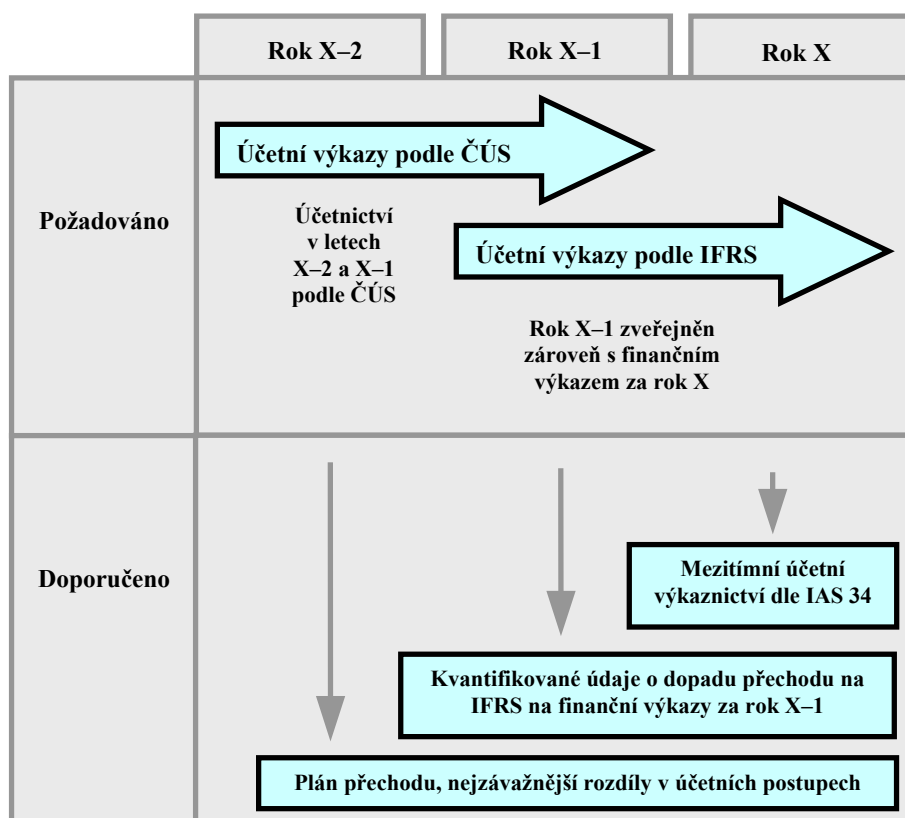 Rok X–2
Rok X–1
Rok X
Požadováno
Účetní výkazy podle ČÚS
Účetnictví
v letech
X–2 a X–1
podle ČÚS
Účetní výkazy podle IFRS
Rok X–1 zveřejněn
zároveň s finančním
výkazem za rok X
Doporučeno
Mezitímní účetní
výkaznictví dle IAS 34
Kvantifikované údaje o dopadu přechodu na
IFRS na finanční výkazy za rok X–1
Plán přechodu, nejzávažnější rozdíly v účetních postupech